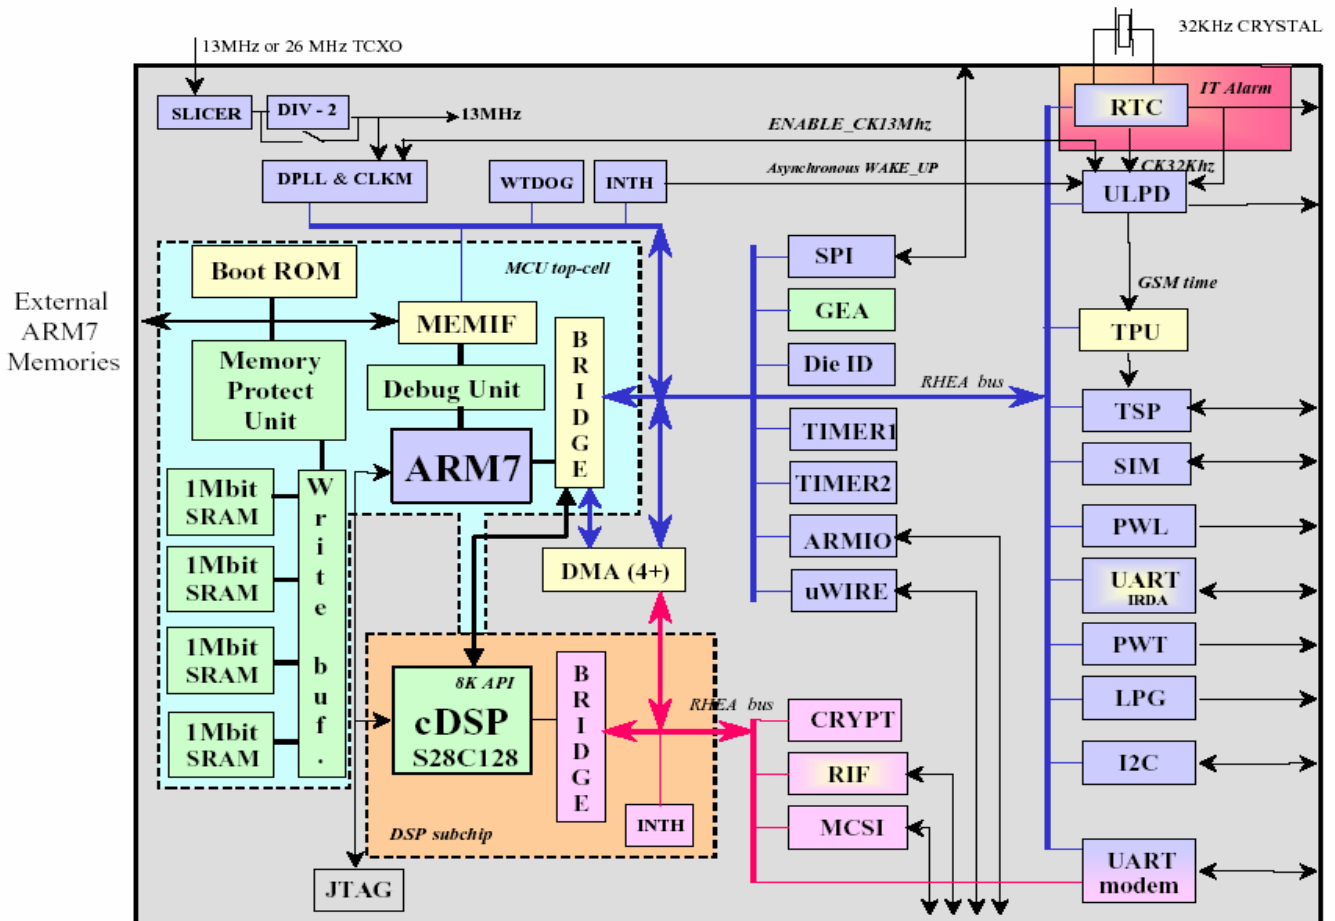 32KHz CRYSTAL
13MHz or 26 MHz TCXO
SLICER
DIV - 2
13MHz
ENABLE_CK13Mhz
RTC
IT Alarm
DPLL & CLKM
WTDOG
INTH
Asynchronous WAKE_UP
CK32Khz
ULPD
Boot ROM
MCU top-cell
SPI
GSM time
External
ARM7
Memories
MEMIF
GEA
TPU
Memory
Protect
Unit
Debug Unit
BRIDGE
Die ID
RHEA bus
TSP
ARM7
TIMER1
SIM
1Mbit
SRAM
Write buf.
TIMER2
PWL
1Mbit
SRAM
DMA (4+)
ARMIO
UART
IRDA
uWIRE
PWT
1Mbit
SRAM
8K API
cDSP
S28C128
BRIDGE
RHEA bus
LPG
1Mbit
SRAM
CRYPT
RIF
I2C
INTH
MCSI
DSP subchip
JTAG
UART
modem